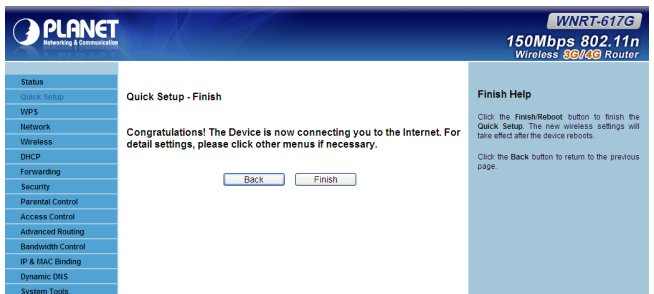 PLANET
Networking & Communication
WNRT-617G
150Mbps 802.11n
Wireless 3G/4G Router
Status
Quick Setup
WPS
Network
Wireless
DHCP
Forwarding
Security
Parental Control
Access Control
Advanced Routing
Bandwidth Control
IP & MAC Binding
Dynamic DNS
System Tools
Quick Setup - Finish
Congratulations! The Device is now connecting you to the Internet. For
detail settings, please click other menus if necessary.
Back
Finish
Finish Help
Click the Finish/Reboot button to finish the
Quick Setup. The new wireless settings will
take effect after the device reboots.
Click the Back button to return to the previous
page.